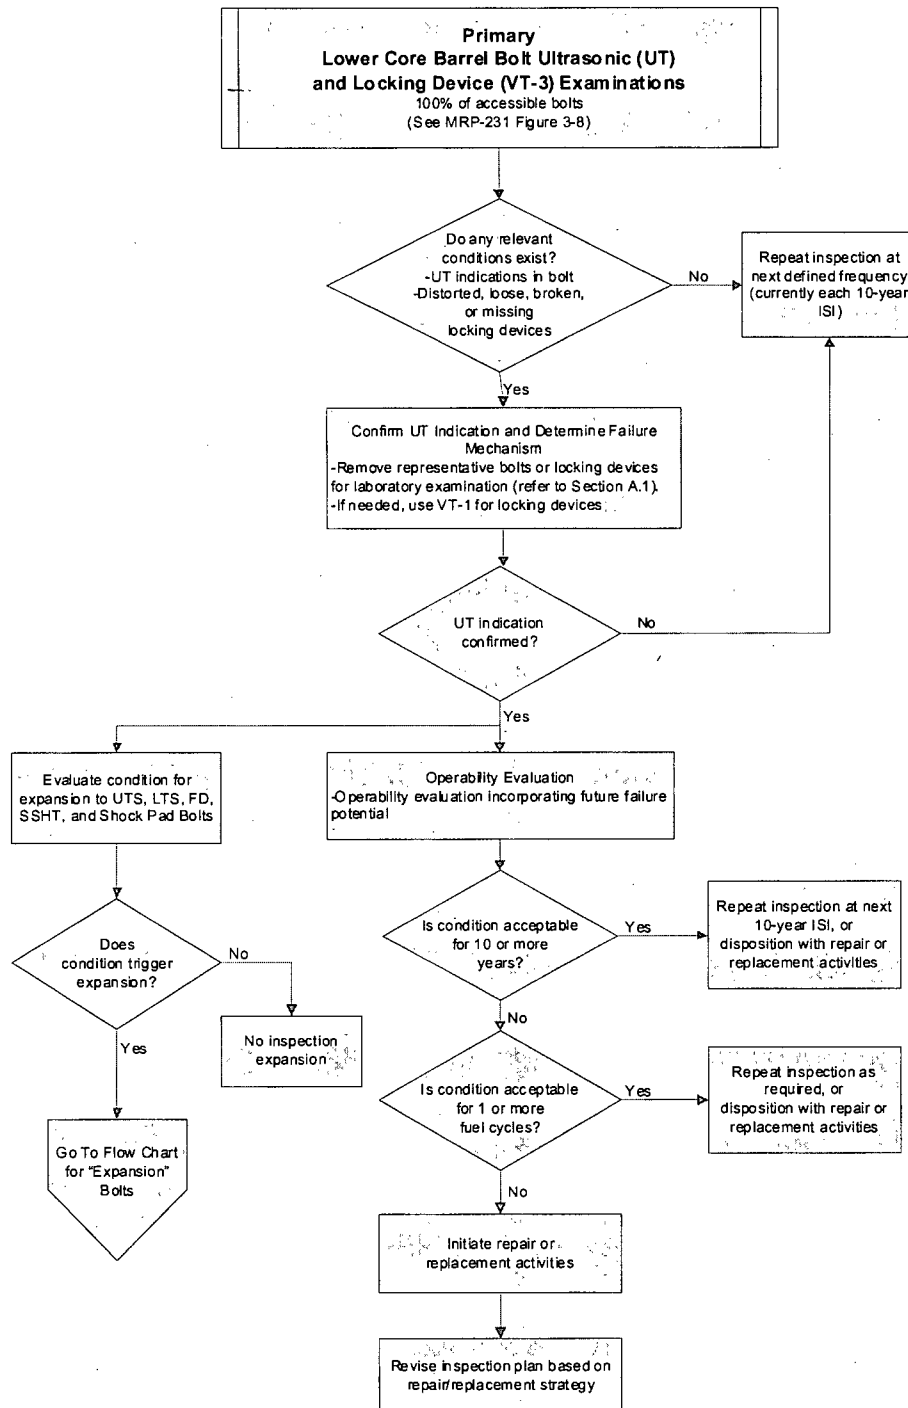 Primary
Lower Core Barrel Bolt Ultrasonic (UT)
and Locking Device (VT-3) Examinations
100% of accessible bolts
(See MRP-231 Figure 3-8)
Do any relevant
conditions exist?
-UT indications in bolt
-Distorted, loose, broken,
or missing
locking devices
No
Repeat inspection at
next defined frequency
(currently each 10-year
ISI)
Yes
Confirm UT Indication and Determine Failure
Mechanism
-Remove representative bolts or locking devices
for laboratory examination (refer to Section A.1).
-If needed, use VT-1 for locking devices
UT indication
confirmed?
No
Yes
Evaluate condition for
expansion to UTS, LTS, FD,
SSHT, and Shock Pad Bolts
Operability Evaluation
-Operability evaluation incorporating future failure
potential
Does
condition trigger
expansion?
No
No inspection
expansion
Yes
Go To Flow Chart
for "Expansion"
Bolts
Is condition acceptable
for 10 or more
years?
Yes
Repeat inspection at next
10-year ISI, or
disposition with repair or
replacement activities
No
Is condition acceptable
for 1 or more
fuel cycles?
Yes
Repeat inspection as
required, or
disposition with repair or
replacement activities
No
Initiate repair or
replacement activities
Revise inspection plan based on
repair/replacement strategy